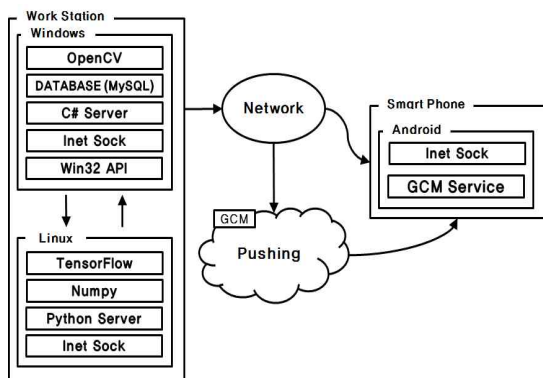 Work Station
Windows
OpenCV
DATABASE (MySQL)
C# Server
Inet Sock
Win32 API
Linux
TensorFlow
Numpy
Python Server
Inet Sock
Network
GCM
Pushing
Smart Phone
Android
Inet Sock
GCM Service